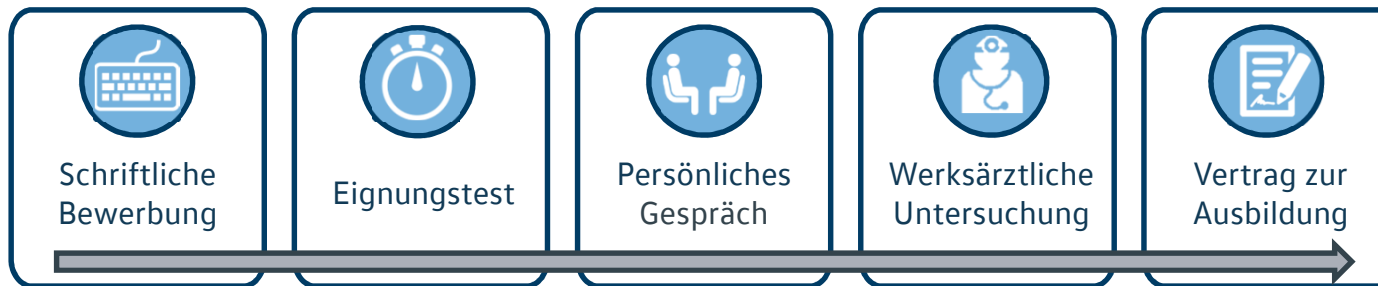 Schriftliche
Bewerbung
Eignungstest
Persönliches
Gespräch
Werksärztliche
Untersuchung
Vertrag zur
Ausbildung